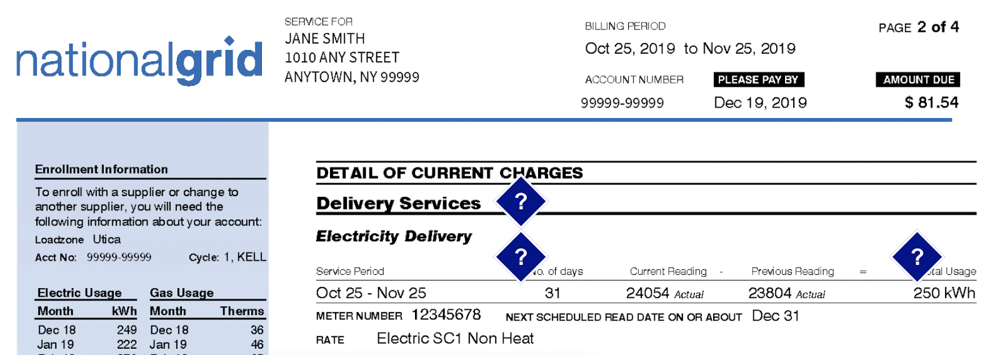 nationalgrid
SERVICE FOR
JANE SMITH
1010 ANY STREET
ANYTOWN, NY 99999
BILLING PERIOD
Oct 25, 2019 to Nov 25, 2019
PAGE 2 of 4
ACCOUNT NUMBER PLEASE PAY BY AMOUNT DUE
99999-99999 Dec 19, 2019 $ 81.54
Enrollment Information
To enroll with a supplier or change to
another supplier, you will need the
following information about your account:
Loadzone Utica
Acct No: 99999-99999 Cycle: 1, KELL
Electric Usage Gas Usage
Month kWh Month Therms
Dec 18 249 Dec 18 36
Jan 19 222 Jan 19 46
DETAIL OF CURRENT CHARGES
Delivery Services ?
Electricity Delivery
? ?
Service Period of days Current Reading - Previous Reading = Usage
Oct 25 - Nov 25 31 24054 Actual 23804 Actual 250 kWh
METER NUMBER 12345678 NEXT SCHEDULED READ DATE ON OR ABOUT Dec 31
RATE Electric SC1 Non Heat